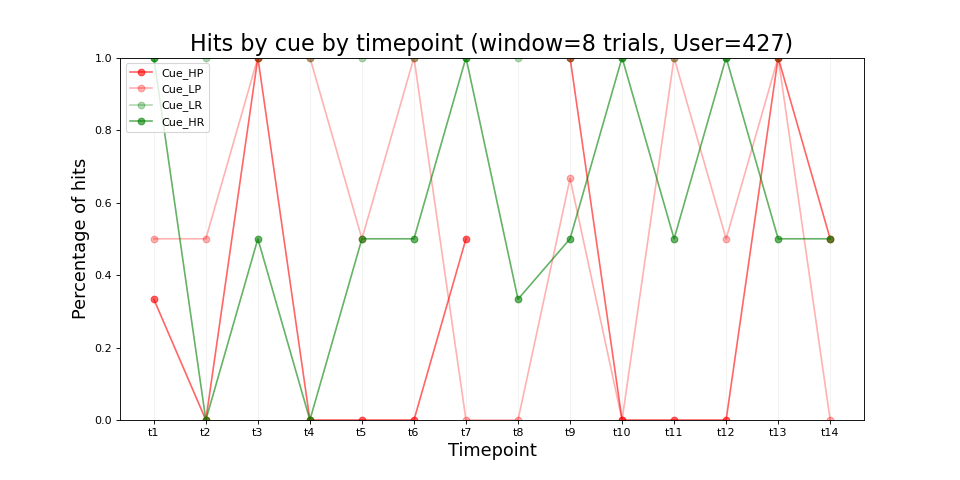 Hits by cue by timepoint (window=8 trials, User=427)
Cue_HP
Cue_LP
Cue_LR
Cue_HR
Percentage of hits
1.0
0.8
0.6
0.4
0.2
0.0
t1 t2 t3 t4 t5 t6 t7 t8 t9 t10 t11 t12 t13 t14
Timepoint